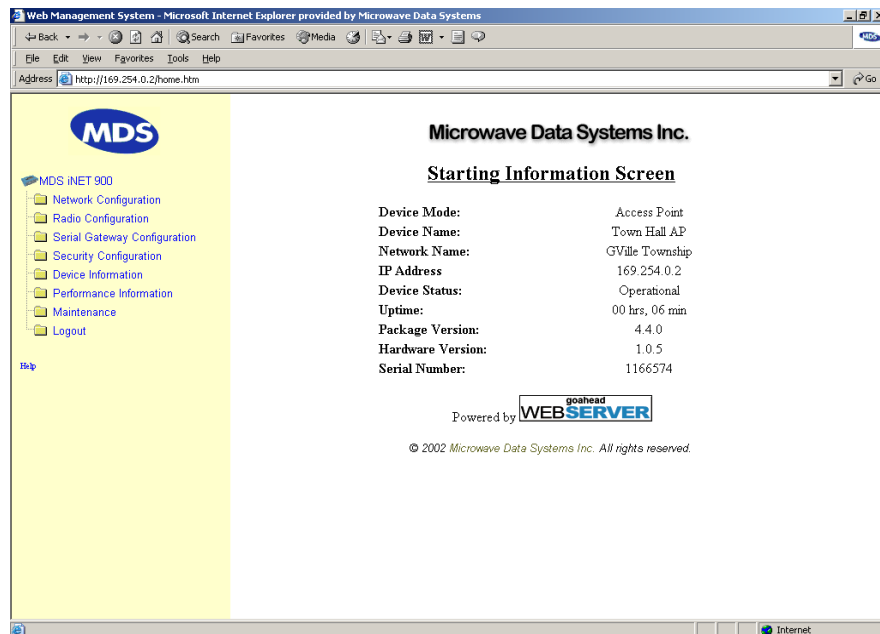 Web Management System - Microsoft Internet Explorer provided by Microwave Data Systems
Back Search Favorites Media
MDS
File Edit View Favorites Tools Help
Address http://169.254.0.2/home.htm Go
MDS
MDS iNET 900
Network Configuration
Radio Configuration
Serial Gateway Configuration
Security Configuration
Device Information
Performance Information
Maintenance
Logout
Help
Microwave Data Systems Inc.
Starting Information Screen
Device Mode: Access Point
Device Name: Town Hall AP
Network Name: GVille Township
IP Address 169.254.0.2
Device Status: Operational
Uptime: 00 hrs, 06 min
Package Version: 4.4.0
Hardware Version: 1.0.5
Serial Number: 1166574
Powered by goahead WEBSERVER
© 2002 Microwave Data Systems Inc. All rights reserved.
Internet